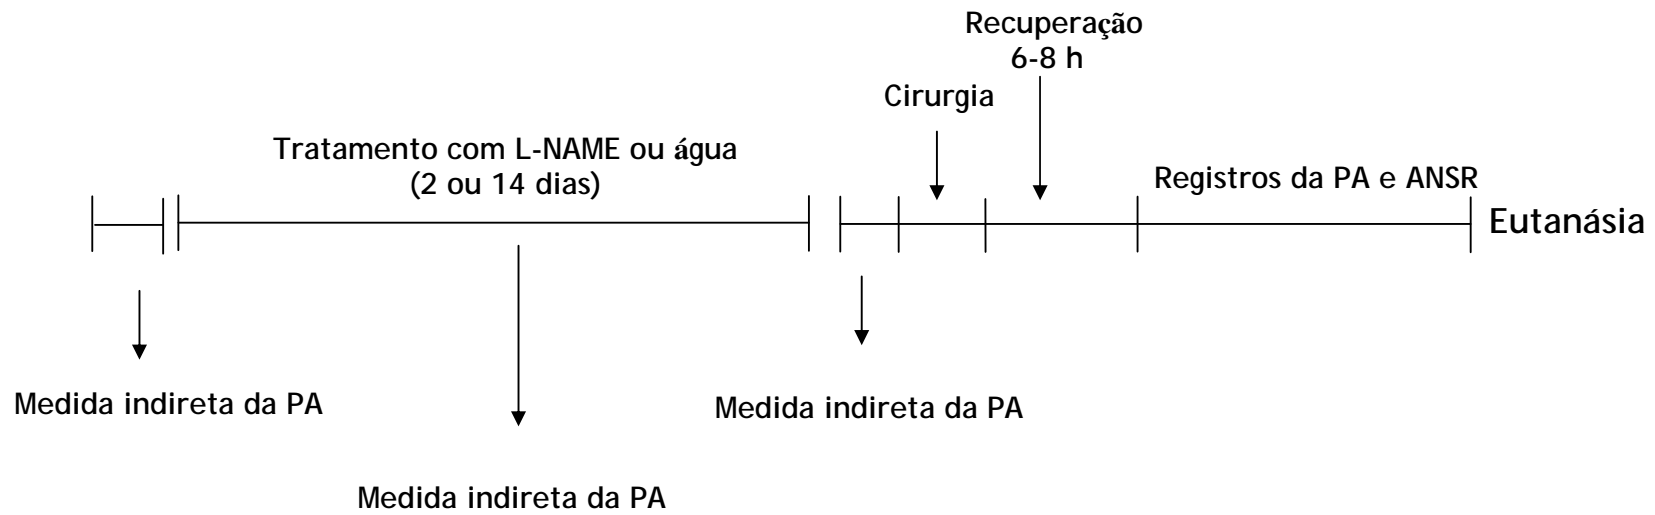 Recuperação
6-8 h
Cirurgia
Tratamento com L-NAME ou água
(2 ou 14 dias)
Registros da PA e ANSR
Eutanásia
Medida indireta da PA
Medida indireta da PA
Medida indireta da PA